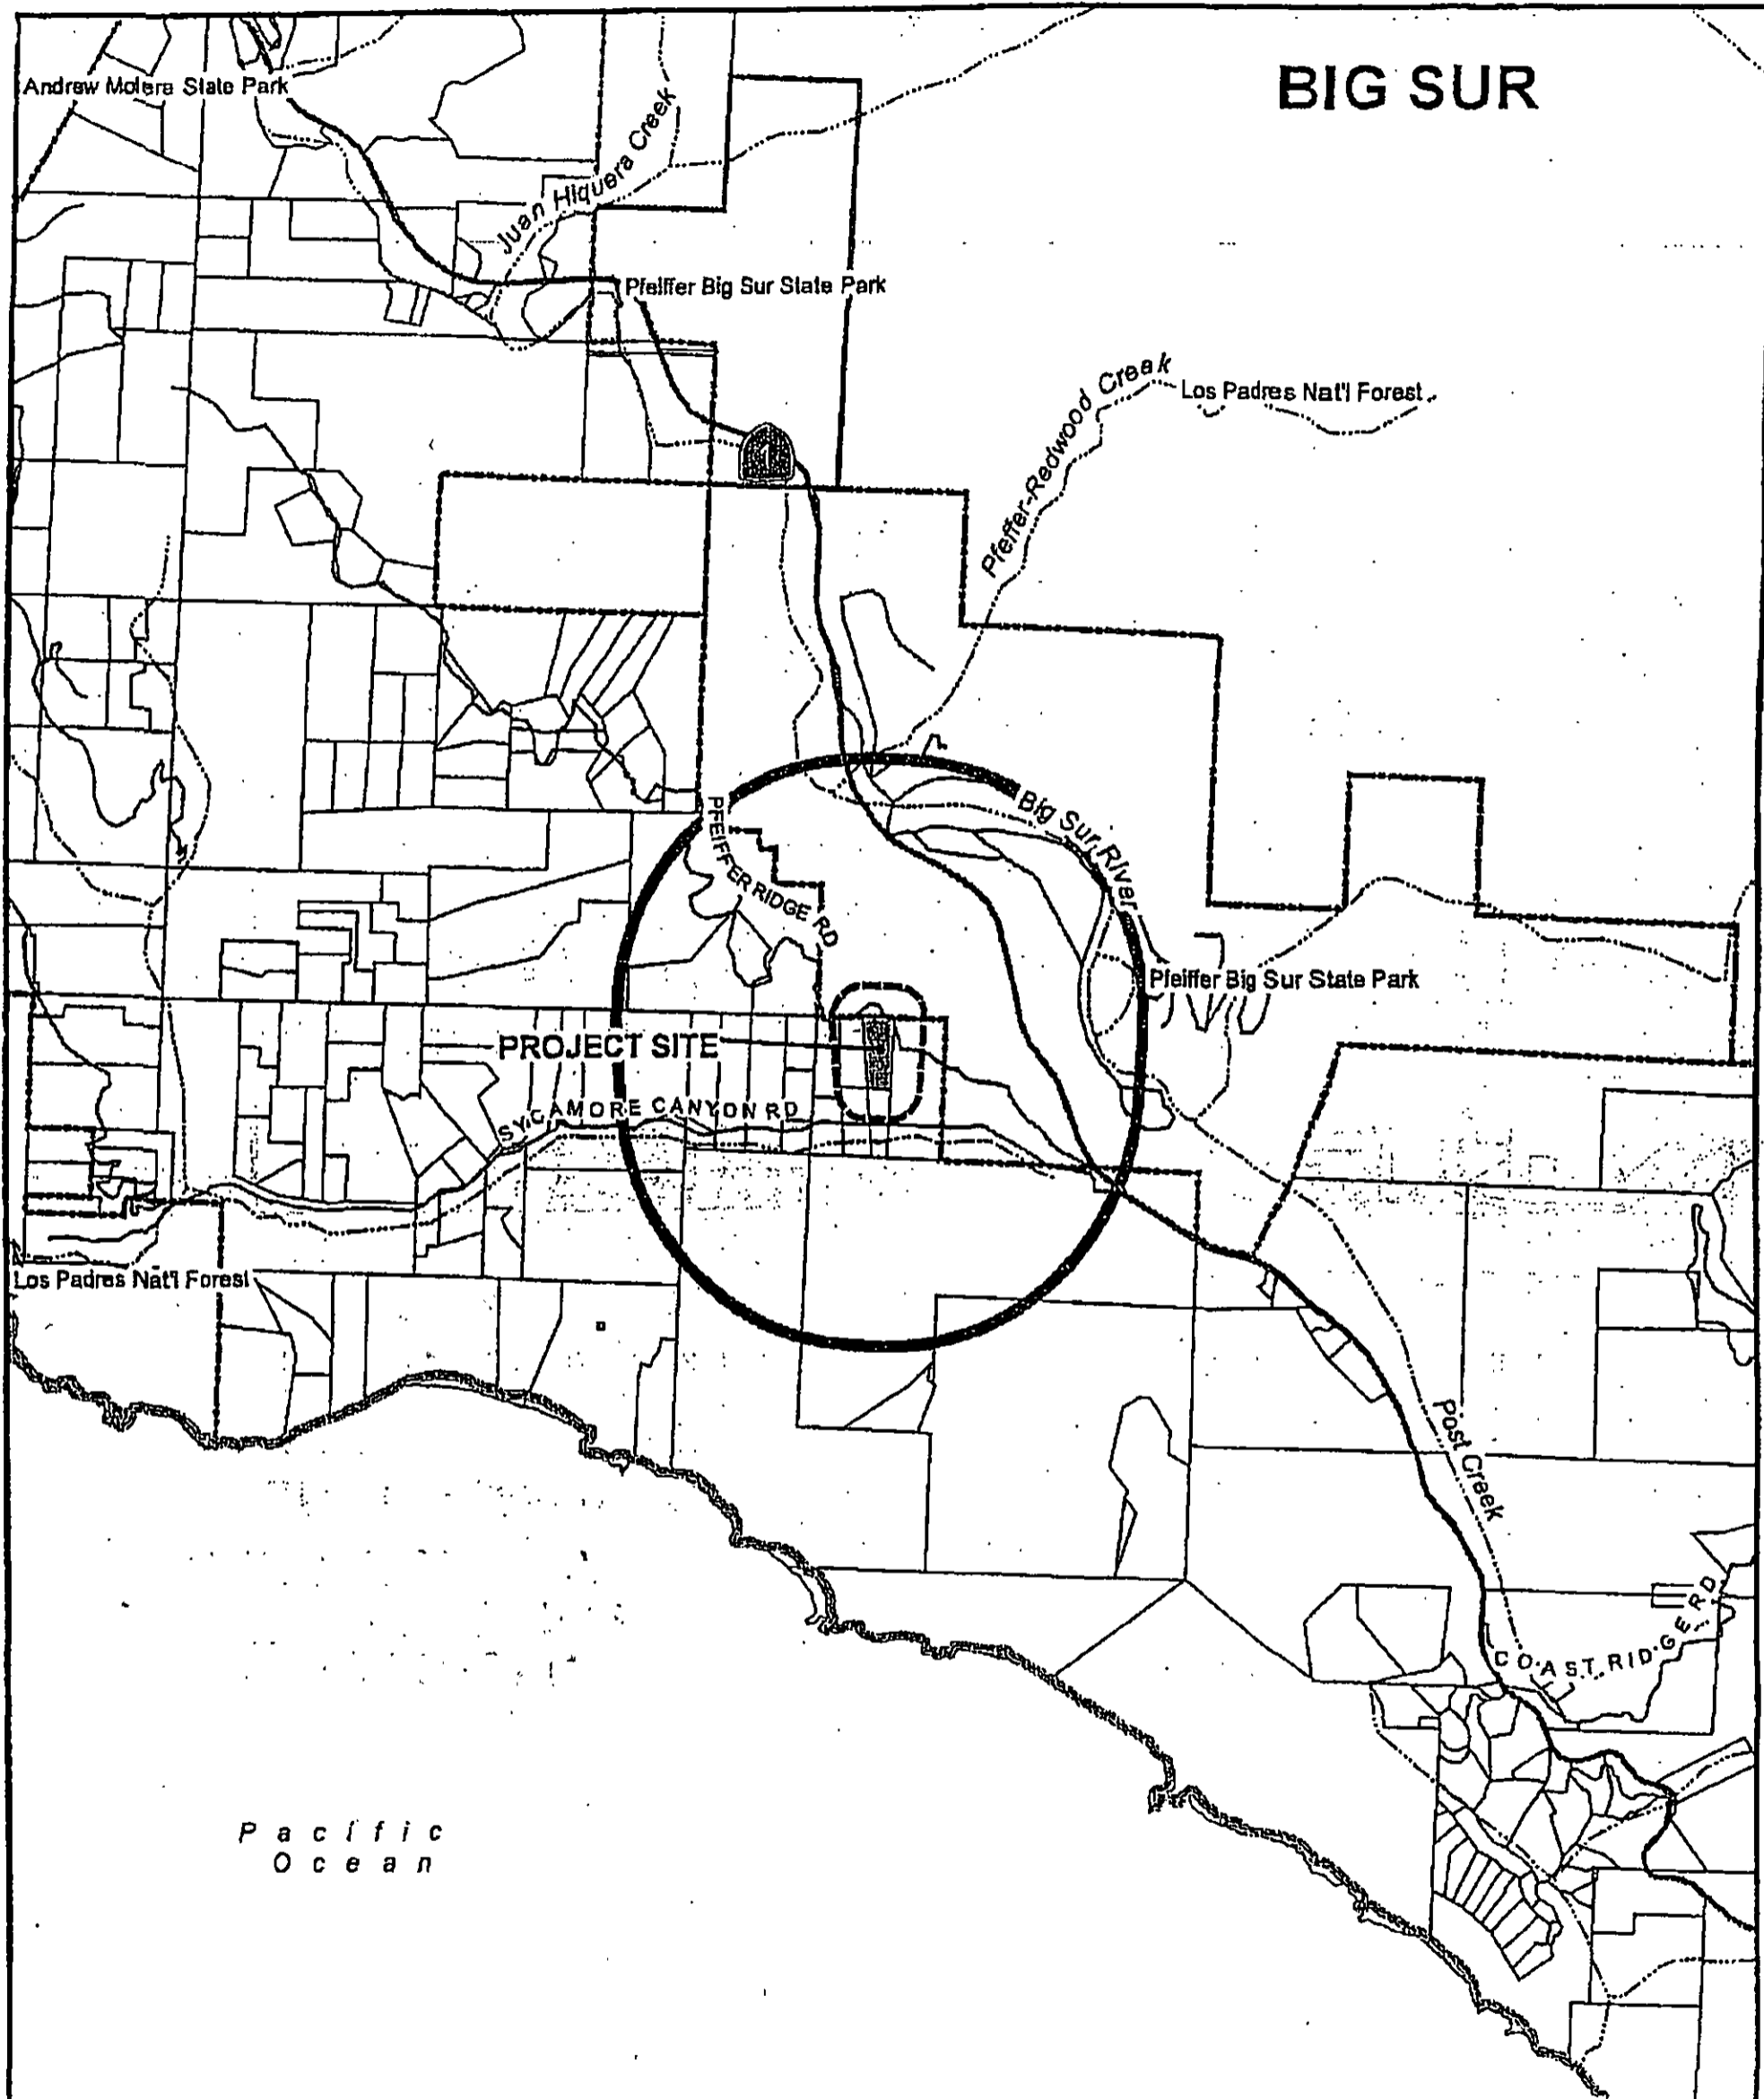 BIG SUR
Andrew Molera State Park
Juan Hiquera Creek
Pfeiffer Big Sur State Park
Pfeiffer-Redwood Creek
Los Padres Nat'l Forest
1
Big Sur River
PFEIFFER RIDGE RD
Pfeiffer Big Sur State Park
PROJECT SITE
SYCAMORE CANYON RD
Los Padres Nat'l Forest
Post Creek
COAST RIDGE RD
Pacific
Ocean